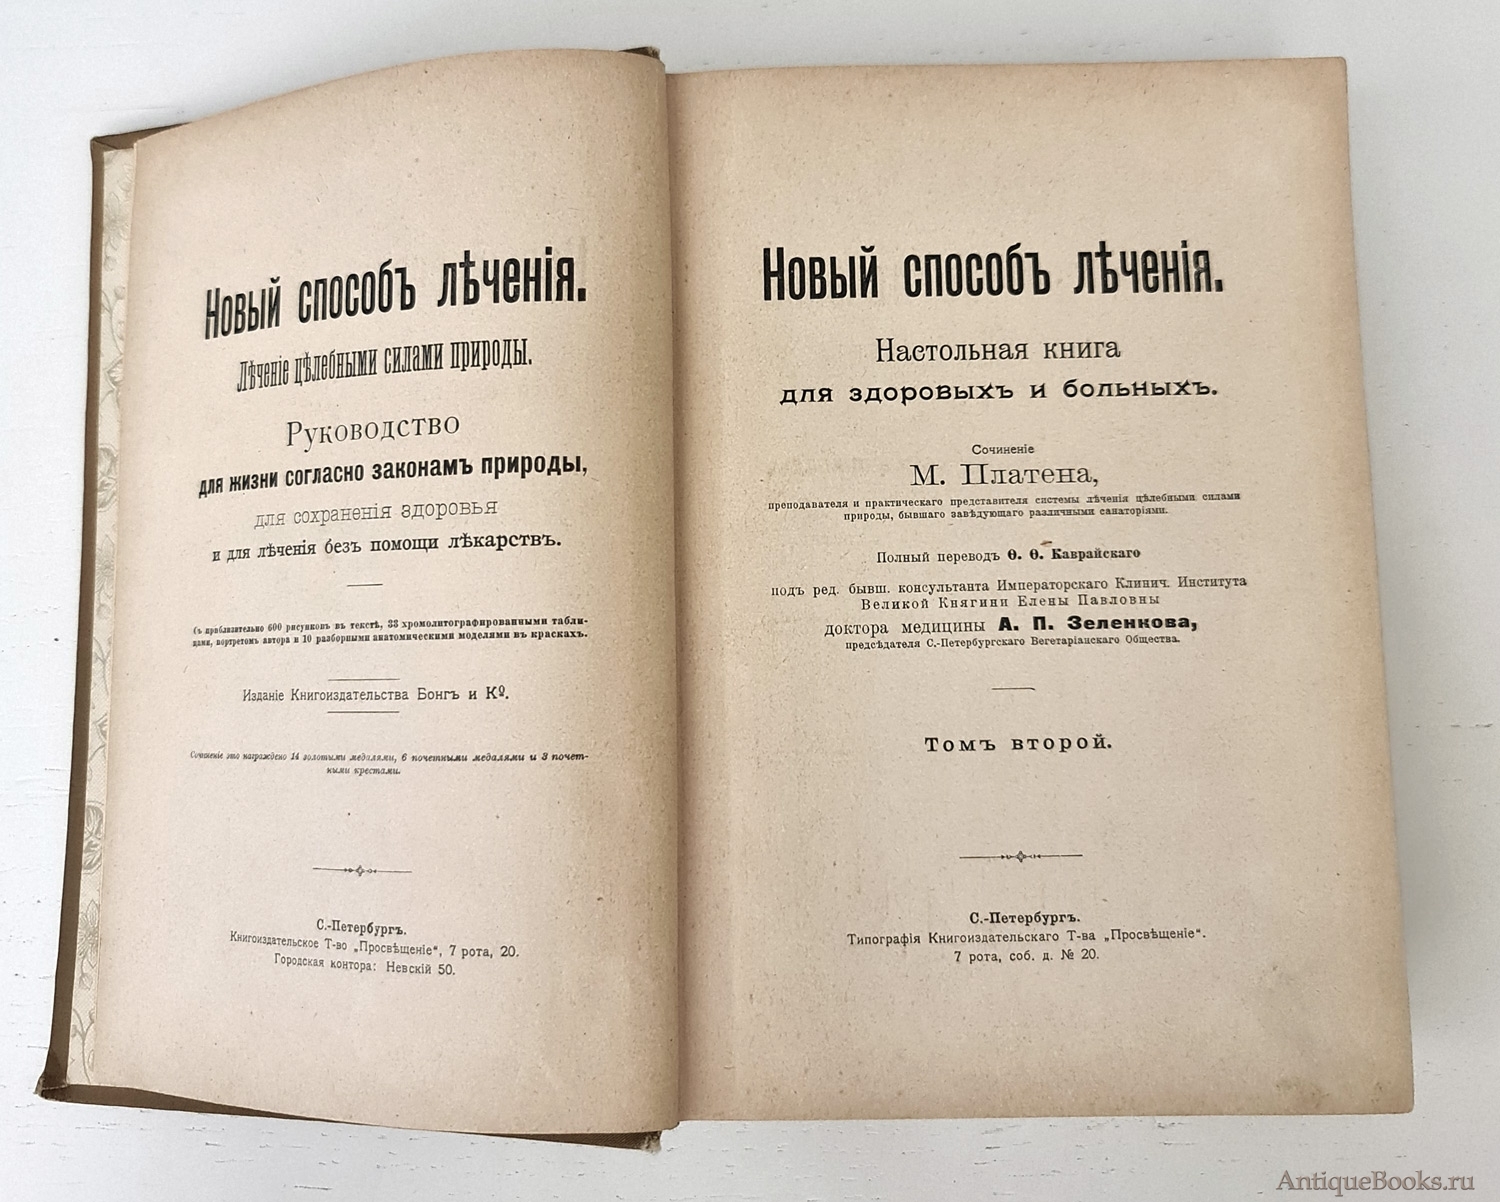 Новый способъ лѣченія.
Лѣченіе цѣлебными силами природы.
Руководство
для жизни согласно законамъ природы,
для сохраненія здоровья
и для лѣченія безъ помощи лѣкарствъ.
Съ приблизительно 600 рисунковъ въ текстѣ, 33 хромолитографированными табли-
цами, портретомъ автора и 10 разборными анатомическими моделями въ краскахъ.
Изданіе Книгоиздательства Бонгъ и Кº.
Сочиненіе это награждено 14 золотыми медалями, 6 почетными медалями и 3 почет-
ными крестами.
С.-Петербургъ.
Книгоиздательское Т-во „Просвѣщеніе“, 7 рота, 20.
Городская контора: Невскій 50.
Новый способъ лѣченія.
Настольная книга
для здоровыхъ и больныхъ.
Сочиненіе
М. Платена,
преподавателя и практическаго представителя системы лѣченія цѣлебными силами
природы, бывшаго завѣдующаго различными санаторіями.
Полный переводъ Ѳ. Ѳ. Каврайскаго
подъ ред. бывш. консультанта Императорскаго Клинич. Института
Великой Княгини Елены Павловны
доктора медицины А. П. Зеленкова,
предсѣдателя С.-Петербургскаго Вегетаріанскаго Общества.
Томъ второй.
С.-Петербургъ.
Типографія Книгоиздательскаго Т-ва „Просвѣщеніе“.
7 рота, соб. д. № 20.
AntiqueBooks.ru